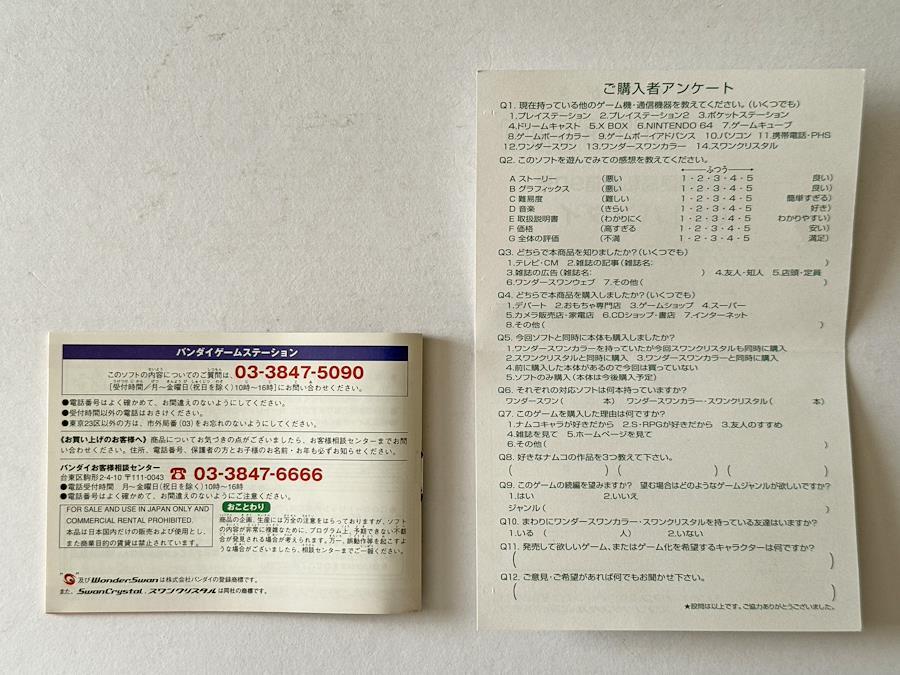 バンダイゲームステーション
このソフトの内容についてのご質問は、03-3847-5090
[受付時間／月〜金曜日(祝日を除く)10時〜16時]にお問い合わせください。
●電話番号はよく確かめて、お間違えのないようにしてください。
●受付時間以外の電話はおさけください。
●東京23区以外の方は、市外局番(03)をお忘れのないようにしてください。
《お買い上げのお客様へ》商品についてお気づきの点がございましたら、お客様相談センターまでお問
い合わせください。住所、電話番号、保護者の方とお子様のお名前・お年も必ずお知らせください。
バンダイお客様相談センター
台東区駒形2-4-10 〒111-0043 03-3847-6666
●電話受付時間 月〜金曜日(祝日を除く)10時〜16時
●電話番号はよく確かめて、お間違えのないようにご注意ください。
FOR SALE AND USE IN JAPAN ONLY AND
COMMERCIAL RENTAL PROHIBITED.
本品は日本国内だけの販売および使用とし、
また商業目的の賃貸は禁止されています。
おことわり
商品の企画、生産には万全の注意をはらっておりますが、ソフト
の内容が非常に複雑なために、プログラム上、予期できない不都
合が発見される場合が考えられます。万一、誤動作等を起こすよ
うな場合がございましたら、相談センターまでご一報ください。
及びWonderSwanは株式会社バンダイの登録商標です。
また、SwanCrystal、スワンクリスタルは同社の商標です。
ご購入者アンケート
Q1. 現在持っている他のゲーム機・通信機器を教えてください。(いくつでも)
1.プレイステーション 2.プレイステーション2 3.ポケットステーション
4.ドリームキャスト 5.X BOX 6.NINTENDO 64 7.ゲームキューブ
8.ゲームボーイカラー 9.ゲームボーイアドバンス 10.パソコン 11.携帯電話・PHS
12.ワンダースワン 13.ワンダースワンカラー 14.スワンクリスタル
Q2. このソフトを遊んでみての感想を教えてください。
ふつう
A ストーリー (悪い 1・2・3・4・5 良い)
B グラフィックス (悪い 1・2・3・4・5 良い)
C 難易度 (難しい 1・2・3・4・5 簡単すぎる)
D 音楽 (きらい 1・2・3・4・5 好き)
E 取扱説明書 (わかりにく 1・2・3・4・5 わかりやすい)
F 価格 (高すぎる 1・2・3・4・5 安い)
G 全体の評価 (不満 1・2・3・4・5 満足)
Q3. どちらで本商品を知りましたか?(いくつでも)
1.テレビ・CM 2.雑誌の記事(雑誌名: )
3.雑誌の広告(雑誌名: ) 4.友人・知人 5.店頭・定員
6.ワンダースワンウェブ 7.その他( )
Q4. どちらで本商品を購入しましたか?(いくつでも)
1.デパート 2.おもちゃ専門店 3.ゲームショップ 4.スーパー
5.カメラ販売店・家電店 6.CDショップ・書店 7.インターネット
8.その他( )
Q5. 今回ソフトと同時に本体も購入しましたか?
1.ワンダースワンカラーを持っていたが今回スワンクリスタルも同時に購入
2.スワンクリスタルと同時に購入 3.ワンダースワンカラーと同時に購入
4.前に購入した本体があるので今回は買っていない
5.ソフトのみ購入(本体は今後購入予定)
Q6. それぞれの対応ソフトは何本持っていますか?
ワンダースワン( 本) ワンダースワンカラー・スワンクリスタル( 本)
Q7. このゲームを購入した理由は何ですか?
1.ナムコキャラが好きだから 2.S・RPGが好きだから 3.友人のすすめ
4.雑誌を見て 5.ホームページを見て
6.その他( )
Q8. 好きなナムコの作品を3つ教えて下さい。
( ) ( ) ( )
Q9. このゲームの続編を望みますか? 望む場合はどのようなゲームジャンルが欲しいですか?
1.はい 2.いいえ
ジャンル( )
Q10. まわりにワンダースワンカラー・スワンクリスタルを持っている友達はいますか?
1.いる ( 人) 2.いない
Q11. 発売して欲しいゲーム、またはゲーム化を希望するキャラクターは何ですか?
( )
Q12. ご意見・ご希望があれば何でもお聞かせ下さい。
( )
★設問は以上です。ご協力ありがとうございました。